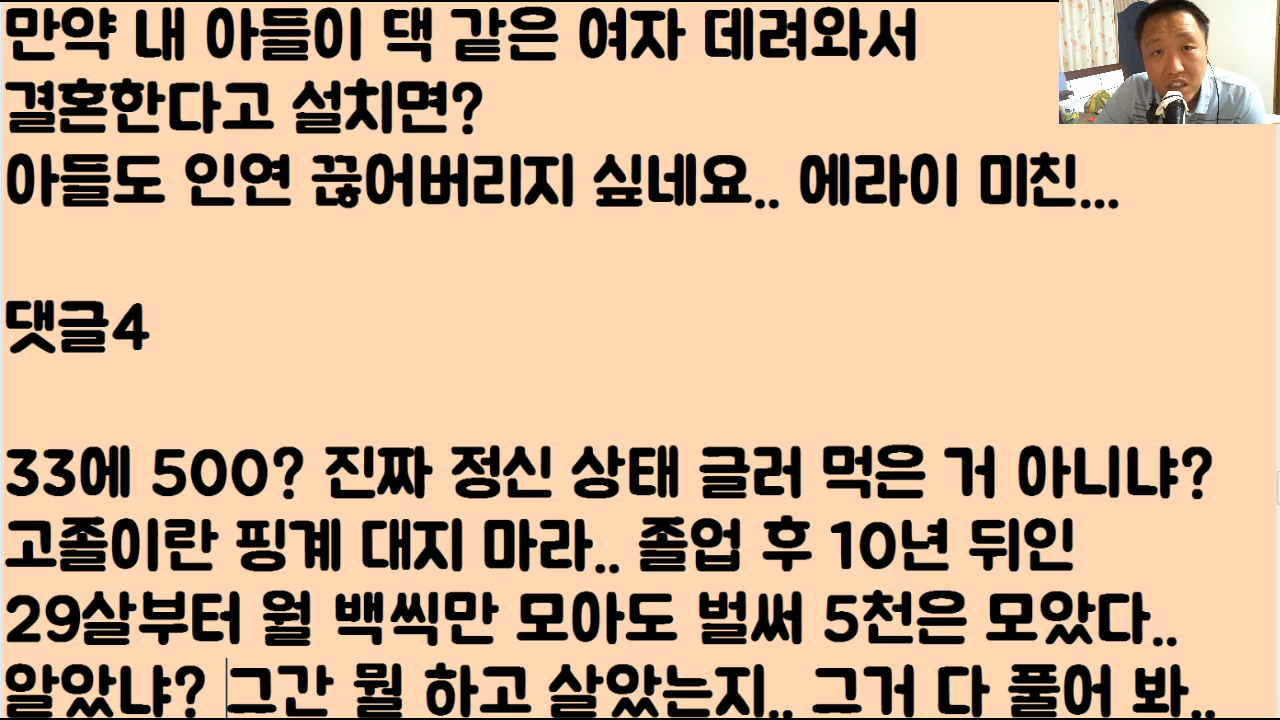 만약 내 아들이 댁 같은 여자 데려와서
결혼한다고 설치면?
아들도 인연 끊어버리지 싶네요.. 에라이 미친...
댓글4
33에 500? 진짜 정신 상태 글러 먹은 거 아니냐?
고졸이란 핑계 대지 마라.. 졸업 후 10년 뒤인
29살부터 월 백씩만 모아도 벌써 5천은 모았다..
알았냐? 그간 뭘 하고 살았는지.. 그거 다 풀어 봐..